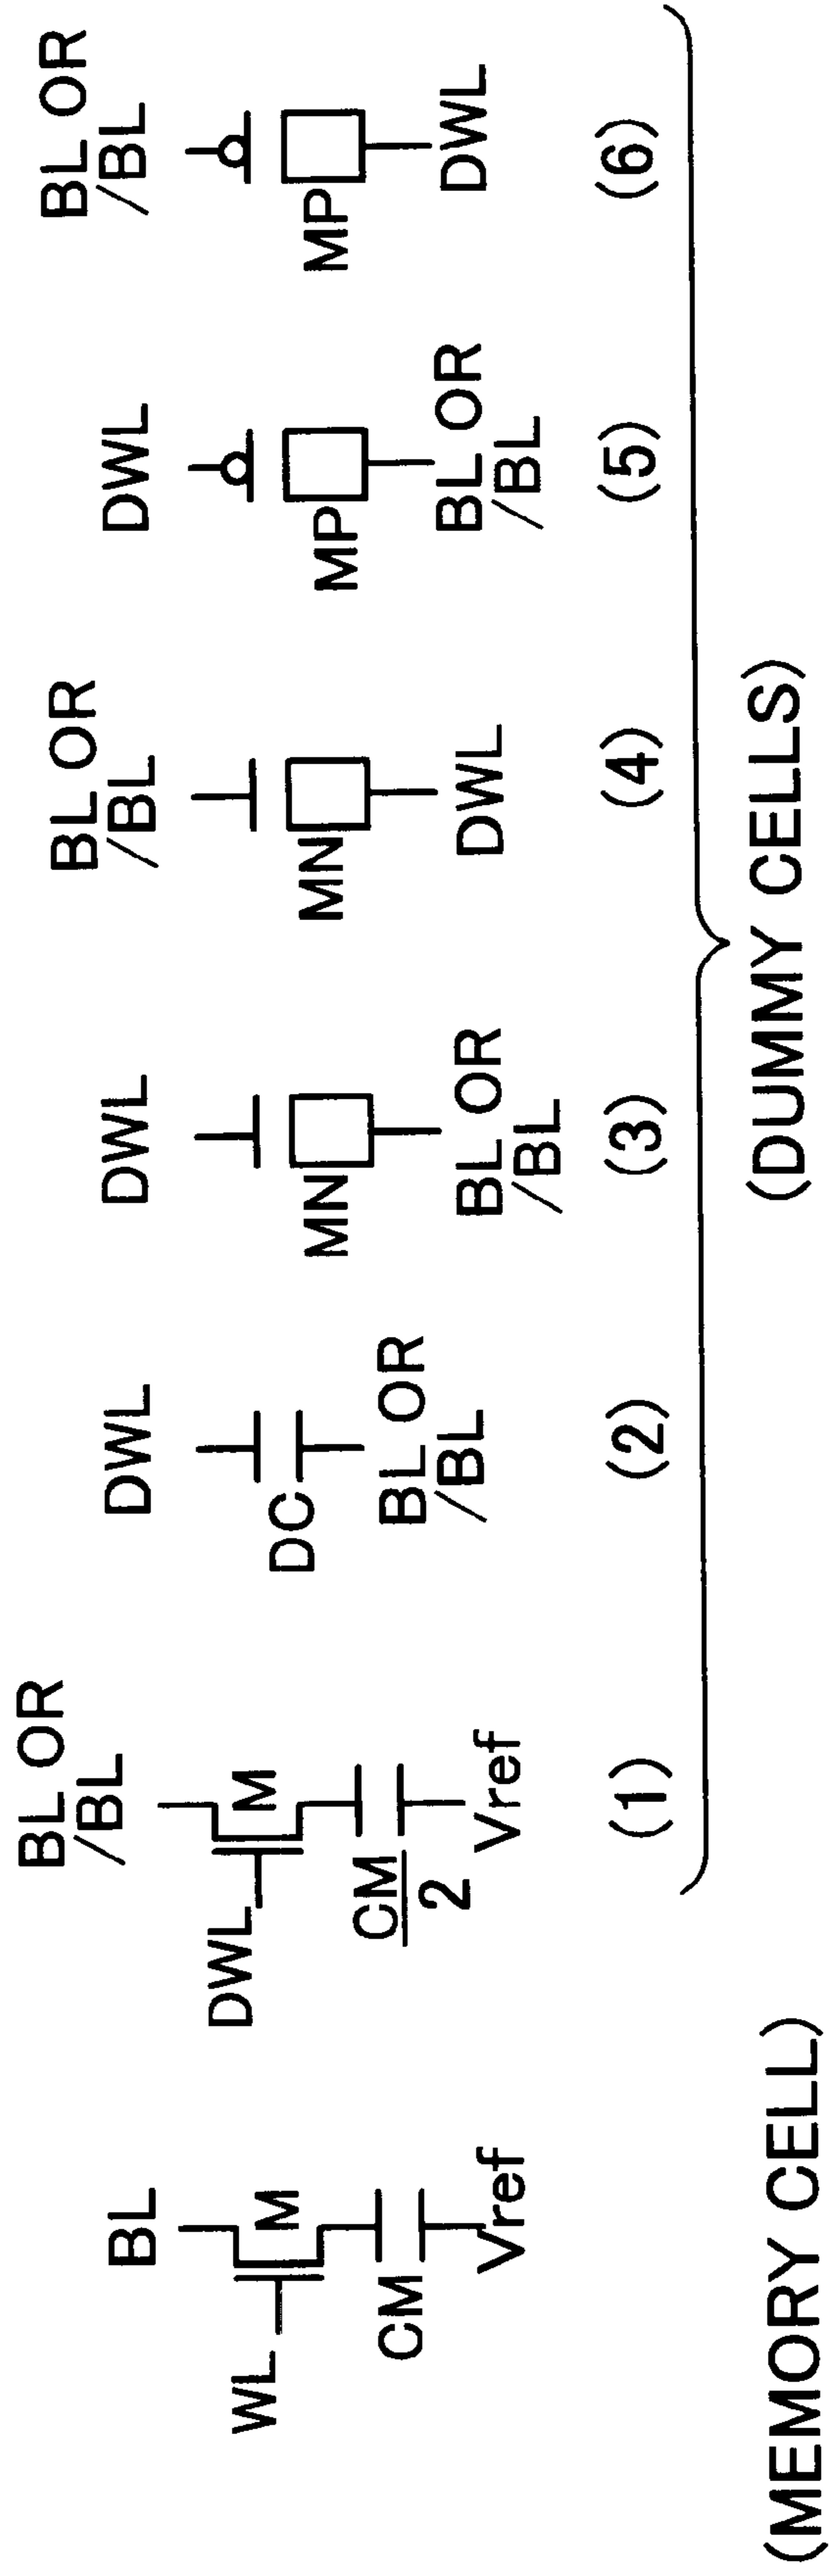 BL
WL
M
CM
Vref
(MEMORY CELL)
BL OR
/BL
DWL
M
CM
2
Vref
(1)
DWL
DC
BL OR
/BL
(2)
DWL
MN
BL OR
/BL
(3)
BL OR
/BL
MN
DWL
(4)
DWL
MP
BL OR
/BL
(5)
BL OR
/BL
MP
DWL
(6)
(DUMMY CELLS)